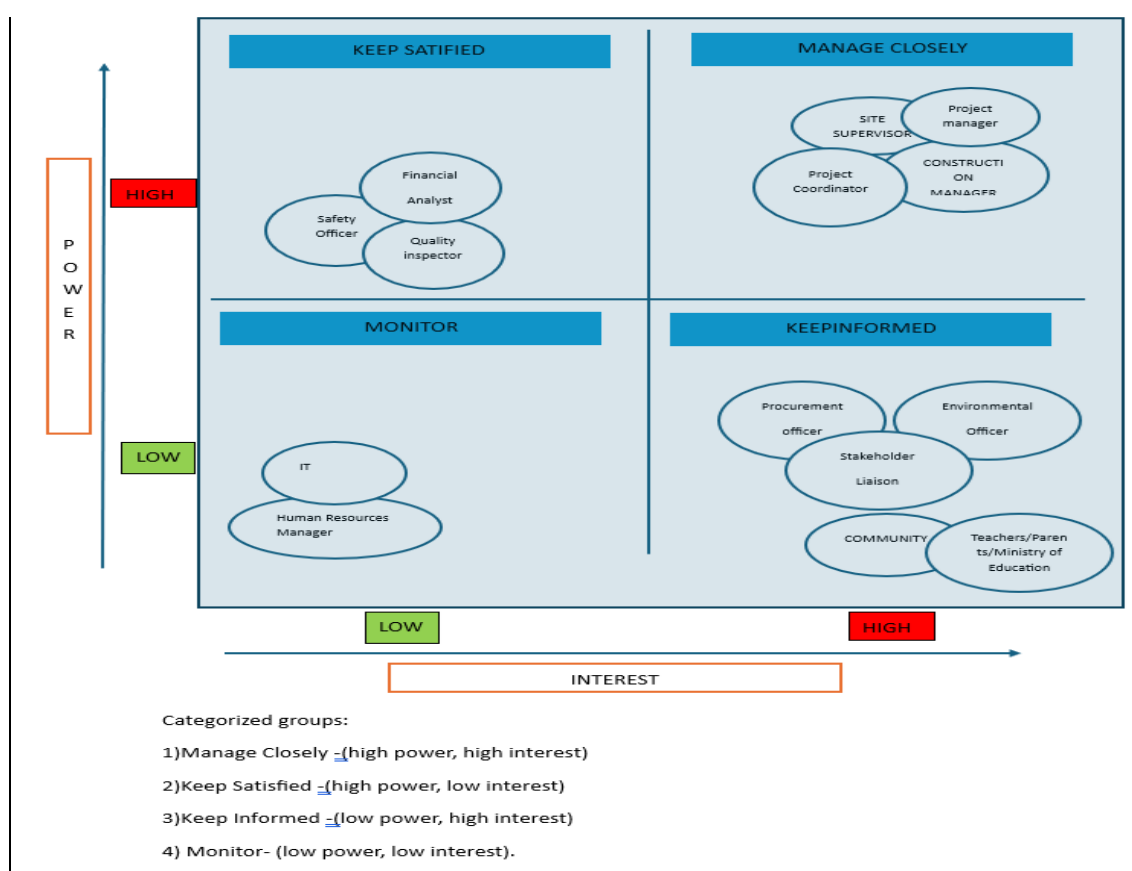 KEEP SATIFIED
MANAGE CLOSELY
SITE
SUPERVISOR
Project
manager
Project
Coordinator
CONSTRUCTI
ON
MANAGER
Financial
Analyst
Safety
Officer
Quality
inspector
HIGH
P
O
W
E
R
MONITOR
KEEPINFORMED
Procurement
officer
Environmental
Officer
Stakeholder
Liaison
LOW
IT
Human Resources
Manager
COMMUNITY
Teachers/Paren
ts/Ministry of
Education
LOW
HIGH
INTEREST
Categorized groups:
1)Manage Closely -(high power, high interest)
2)Keep Satisfied -(high power, low interest)
3)Keep Informed -(low power, high interest)
4) Monitor- (low power, low interest).